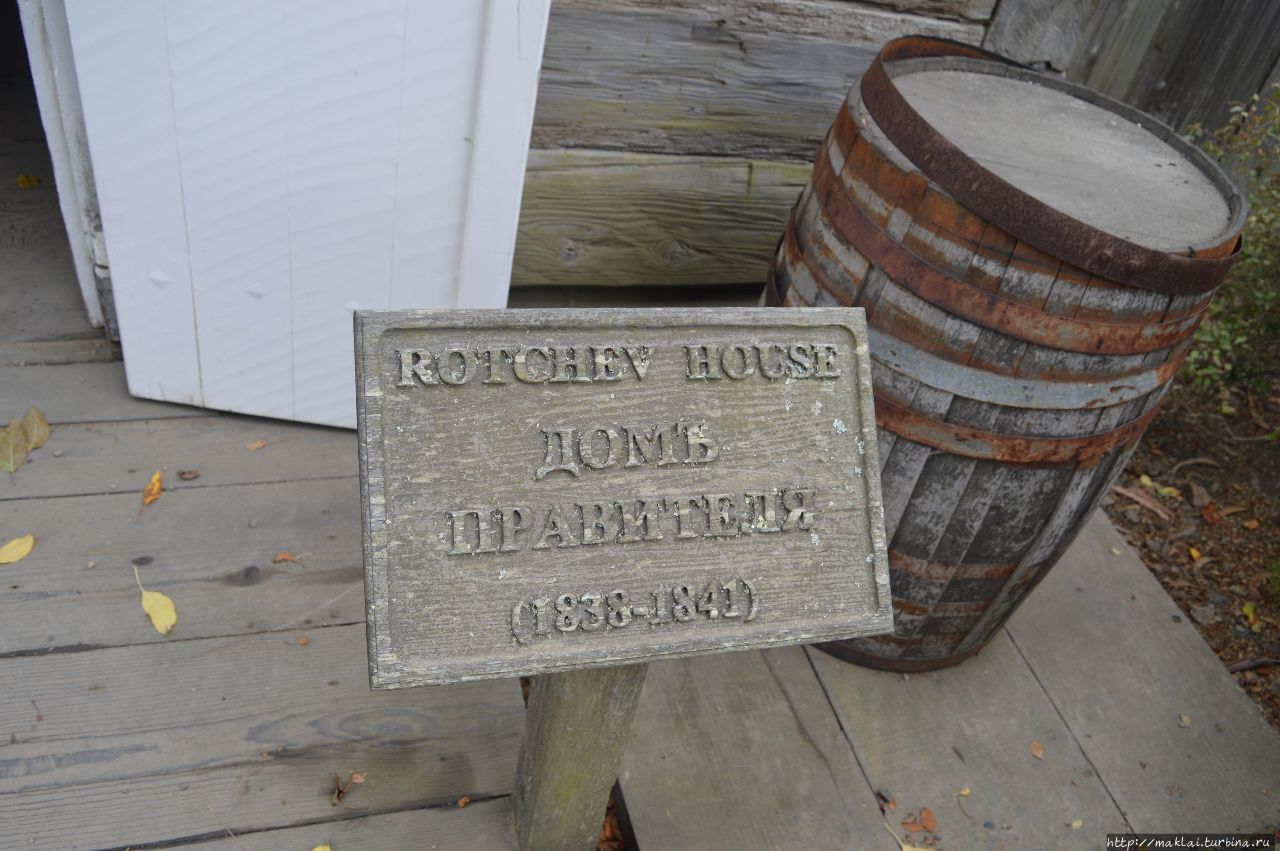 ROTCHEV HOUSE
ДОМЪ
ПРАВИТЕЛЯ
(1838-1841)
http://maklai.turbina.ru